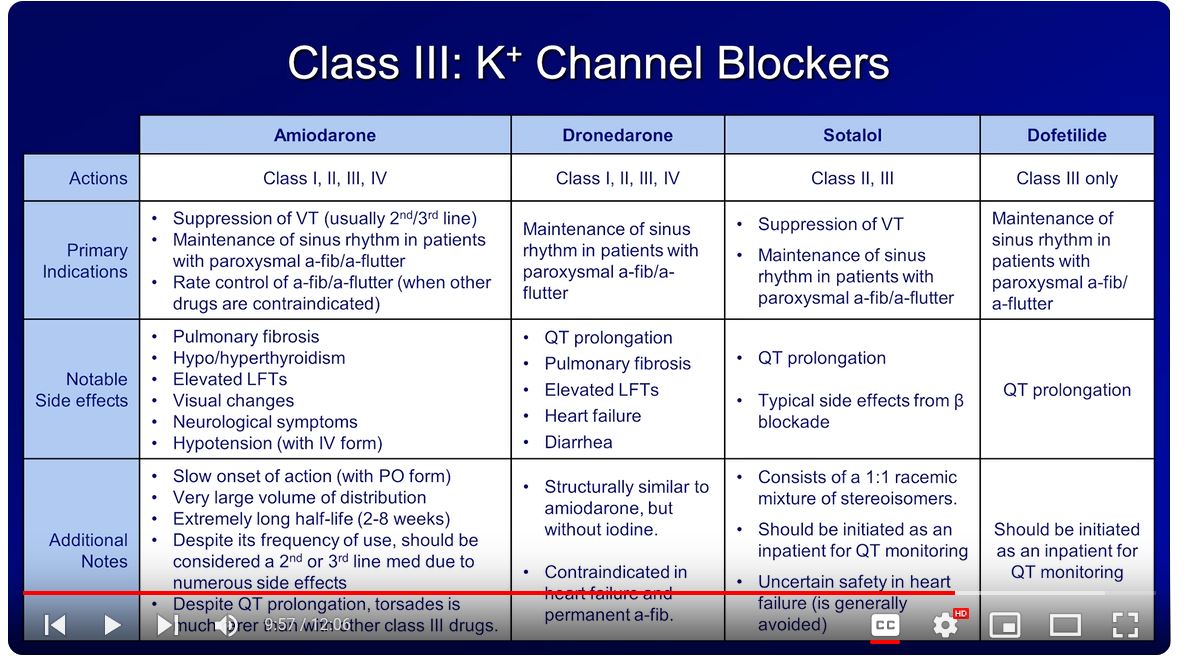 Class III: K⁺ Channel Blockers
Amiodarone
Dronedarone
Sotalol
Dofetilide
Actions
Class I, II, III, IV
Class I, II, III, IV
Class II, III
Class III only
Primary
Indications
• Suppression of VT (usually 2nd/3rd line)
• Maintenance of sinus rhythm in patients
with paroxysmal a-fib/a-flutter
• Rate control of a-fib/a-flutter (when other
drugs are contraindicated)
Maintenance of sinus
rhythm in patients with
paroxysmal a-fib/a-
flutter
• Suppression of VT
• Maintenance of sinus
rhythm in patients with
paroxysmal a-fib/a-flutter
Maintenance of
sinus rhythm in
patients with
paroxysmal a-fib/
a-flutter
Notable
Side effects
• Pulmonary fibrosis
• Hypo/hyperthyroidism
• Elevated LFTs
• Visual changes
• Neurological symptoms
• Hypotension (with IV form)
• QT prolongation
• Pulmonary fibrosis
• Elevated LFTs
• Heart failure
• Diarrhea
• QT prolongation
• Typical side effects from β
blockade
QT prolongation
Additional
Notes
• Slow onset of action (with PO form)
• Very large volume of distribution
• Extremely long half-life (2-8 weeks)
• Despite its frequency of use, should be
considered a 2nd or 3rd line med due to
numerous side effects
• Despite QT prolongation, torsades is
much rarer than with other class III drugs.
• Structurally similar to
amiodarone, but
without iodine.
• Contraindicated in
heart failure and
permanent a-fib.
• Consists of a 1:1 racemic
mixture of stereoisomers.
• Should be initiated as an
inpatient for QT monitoring
• Uncertain safety in heart
failure (is generally
avoided)
Should be initiated
as an inpatient for
QT monitoring
9:57 / 12:06
CC
HD